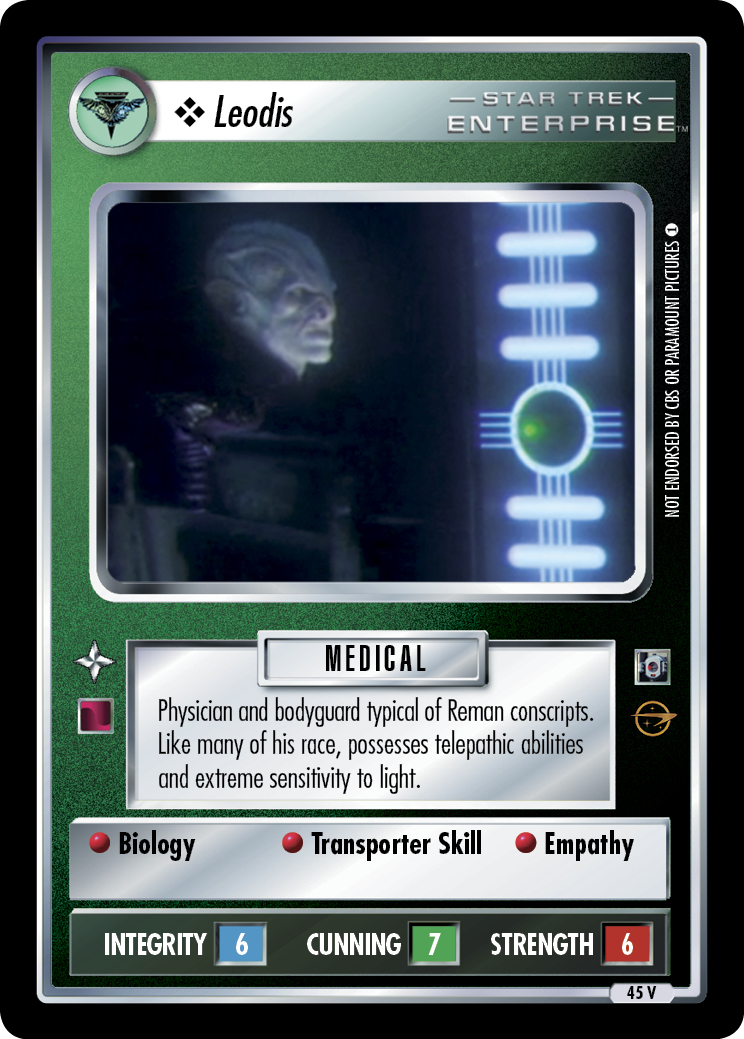 ❖ Leodis
STAR TREK
ENTERPRISE™
NOT ENDORSED BY CBS OR PARAMOUNT PICTURES
MEDICAL
Physician and bodyguard typical of Reman conscripts.
Like many of his race, possesses telepathic abilities
and extreme sensitivity to light.
Biology Transporter Skill Empathy
INTEGRITY 6 CUNNING 7 STRENGTH 6
45 V